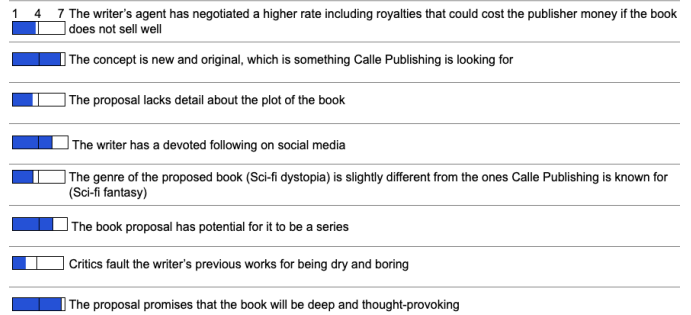 1 4 7 The writer's agent has negotiated a higher rate including royalties that could cost the publisher money if the book
does not sell well
The concept is new and original, which is something Calle Publishing is looking for
The proposal lacks detail about the plot of the book
The writer has a devoted following on social media
The genre of the proposed book (Sci-fi dystopia) is slightly different from the ones Calle Publishing is known for
(Sci-fi fantasy)
The book proposal has potential for it to be a series
Critics fault the writer's previous works for being dry and boring
The proposal promises that the book will be deep and thought-provoking